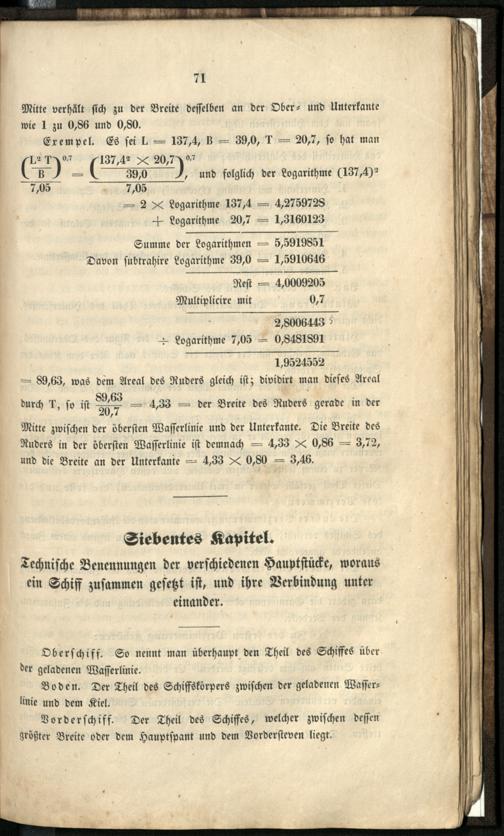 71
Mitte verhält sich zu der Breite desselben an der Ober- und Unterkante
wie 1 zu 0,86 und 0,80.
Exempel. Es sei L = 137,4, B = 39,0, T = 20,7, so hat man
(L² T / B)^0,7 / 7,05 = (137,4² × 20,7 / 39,0)^0,7 / 7,05, und folglich der Logarithme (137,4)²
= 2 × Logarithme 137,4 = 4,2759728
+ Logarithme 20,7 = 1,3160123
Summe der Logarithmen = 5,5919851
Davon subtrahire Logarithme 39,0 = 1,5910646
Rest = 4,0009205
Multiplicire mit 0,7
2,8006443 5
÷ Logarithme 7,05 = 0,8481891
1,9524552
= 89,63, was dem Areal des Ruders gleich ist; dividirt man dieses Areal
durch T, so ist 89,63 / 20,7 = 4,33 = der Breite des Ruders gerade in der
Mitte zwischen der öbersten Wasserlinie und der Unterkante. Die Breite des
Ruders in der öbersten Wasserlinie ist demnach = 4,33 × 0,86 = 3,72,
und die Breite an der Unterkante = 4,33 × 0,80 = 3,46.
Siebentes Kapitel.
Technische Benennungen der verschiedenen Hauptstücke, woraus
ein Schiff zusammen gesetzt ist, und ihre Verbindung unter
einander.
Oberschiff. So nennt man überhaupt den Theil des Schiffes über
der geladenen Wasserlinie.
Boden. Der Theil des Schiffskörpers zwischen der geladenen Wasser-
linie und dem Kiel.
Vorderschiff. Der Theil des Schiffes, welcher zwischen dessen
größter Breite oder dem Hauptspant und dem Vordersteven liegt.